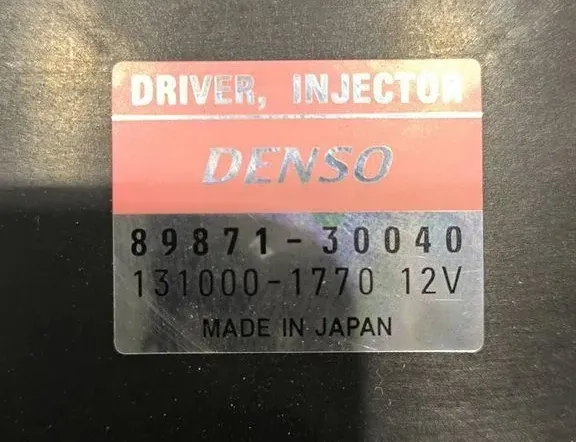 DRIVER, INJECTOR
DENSO
89871-30040
131000-1770 12V
MADE IN JAPAN